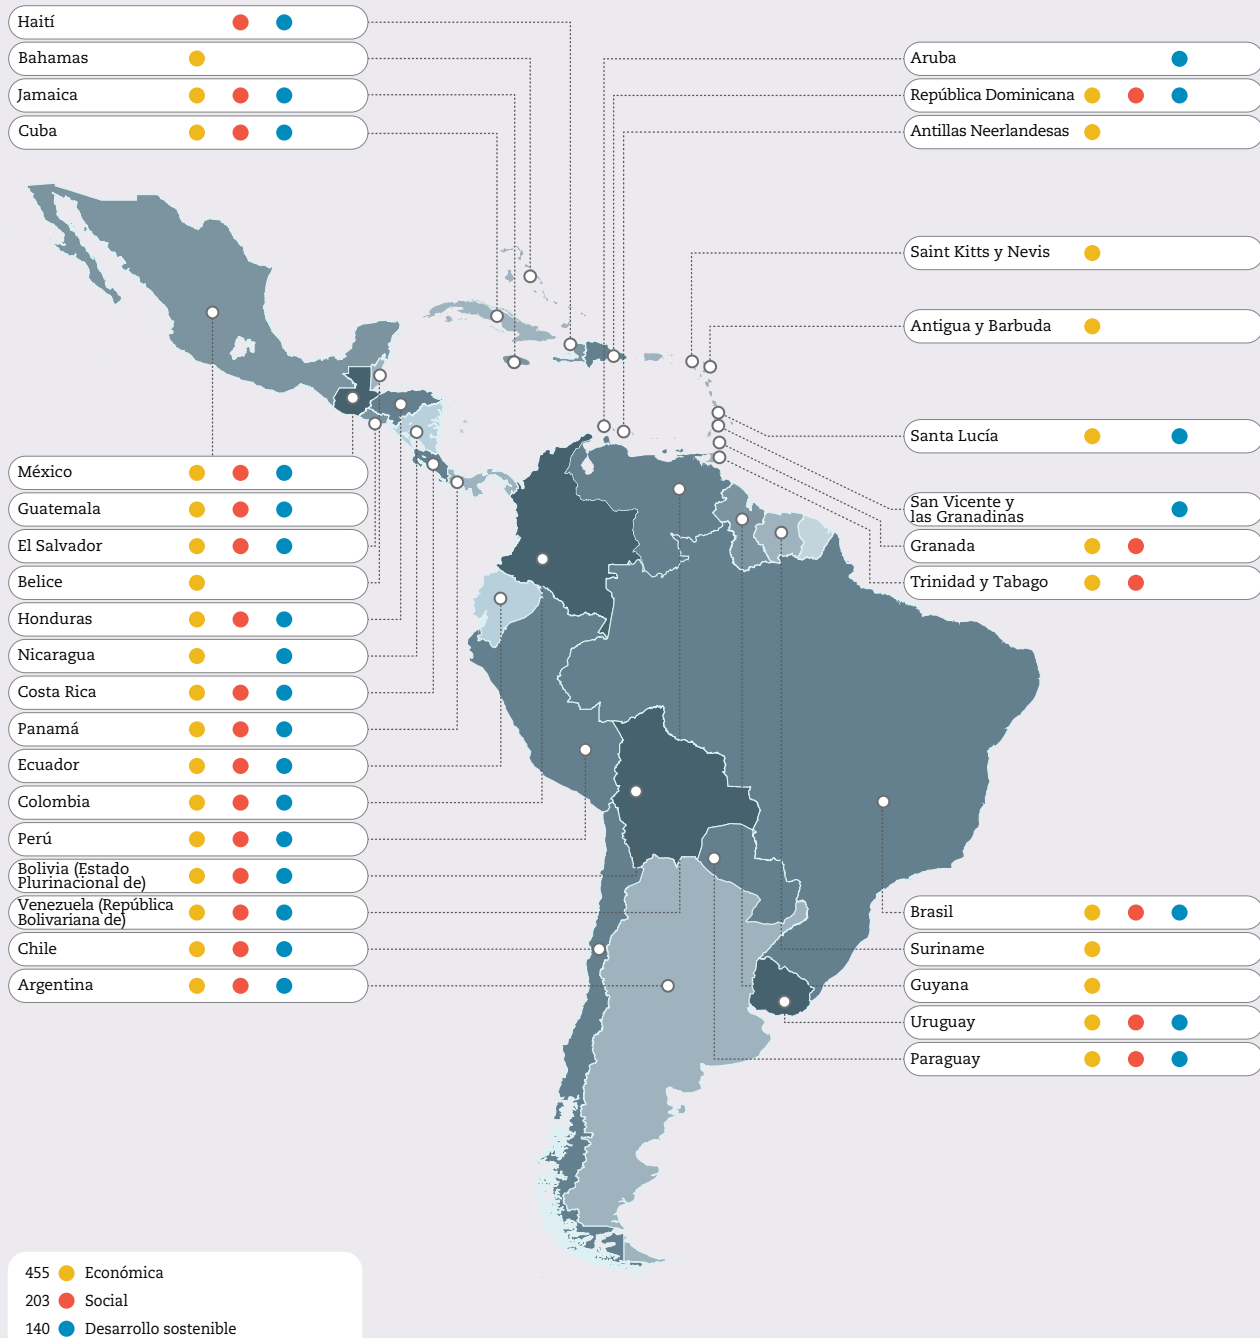 Haití
Bahamas
Jamaica
Cuba
Aruba
República Dominicana
Antillas Neerlandesas
Saint Kitts y Nevis
Antigua y Barbuda
Santa Lucía
San Vicente y
las Granadinas
Granada
Trinidad y Tabago
México
Guatemala
El Salvador
Belice
Honduras
Nicaragua
Costa Rica
Panamá
Ecuador
Colombia
Perú
Bolivia (Estado
Plurinacional de)
Venezuela (República
Bolivariana de)
Chile
Argentina
Brasil
Suriname
Guyana
Uruguay
Paraguay
455 Económica
203 Social
140 Desarrollo sostenible